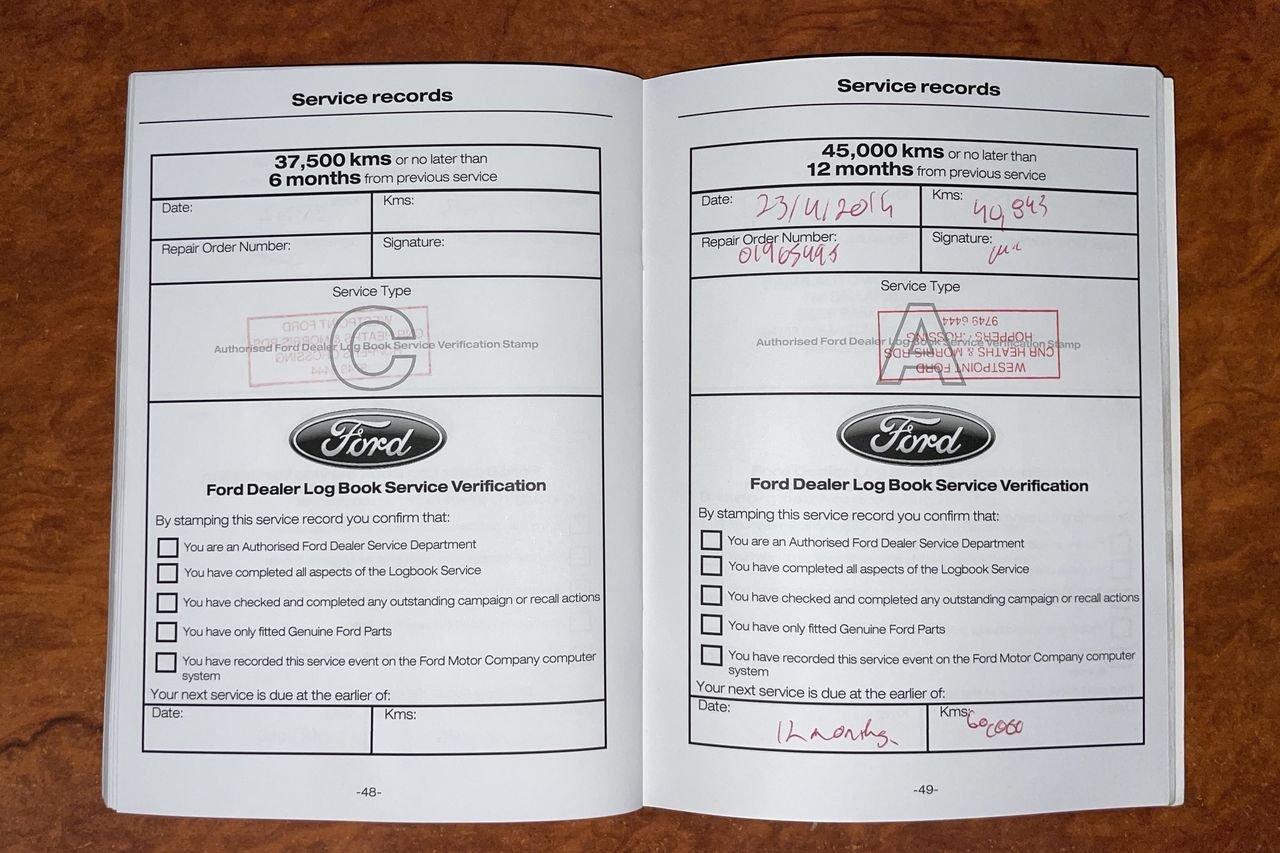 Service records
37,500 kms or no later than
6 months from previous service
Date:
Kms:
Repair Order Number:
Signature:
Service Type
C
Authorised Ford Dealer Log Book Service Verification Stamp
Ford
Ford Dealer Log Book Service Verification
By stamping this service record you confirm that:
You are an Authorised Ford Dealer Service Department
You have completed all aspects of the Logbook Service
You have checked and completed any outstanding campaign or recall actions
You have only fitted Genuine Ford Parts
You have recorded this service event on the Ford Motor Company computer
system
Your next service is due at the earlier of:
Date:
Kms:
-48-
Service records
45,000 kms or no later than
12 months from previous service
Date:
Kms:
Repair Order Number:
Signature:
Service Type
A
Authorised Ford Dealer Log Book Service Verification Stamp
WESTPOINT FORD
CNR HEATHS & MORRIS RDS
HOPPERS CROSSING
9749 6444
Ford
Ford Dealer Log Book Service Verification
By stamping this service record you confirm that:
You are an Authorised Ford Dealer Service Department
You have completed all aspects of the Logbook Service
You have checked and completed any outstanding campaign or recall actions
You have only fitted Genuine Ford Parts
You have recorded this service event on the Ford Motor Company computer
system
Your next service is due at the earlier of:
Date: 12 months
Kms:
-49-